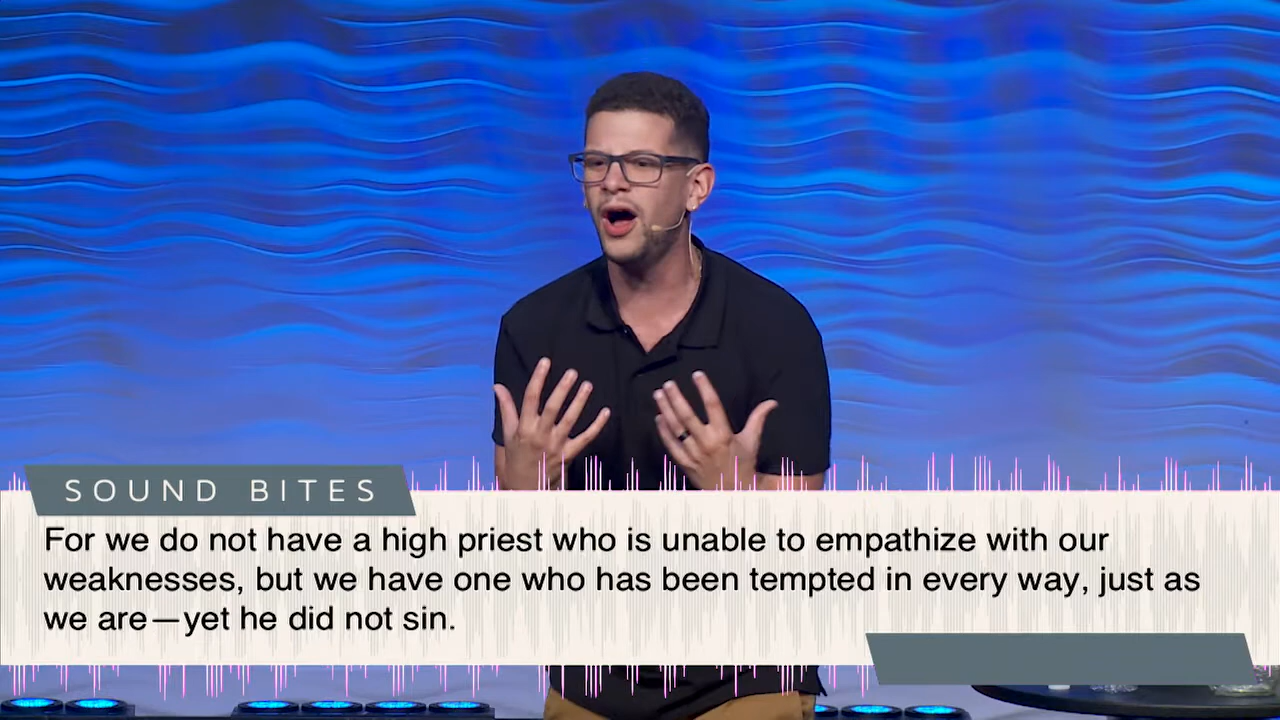 SOUND BITES
For we do not have a high priest who is unable to empathize with our
weaknesses, but we have one who has been tempted in every way, just as
we are—yet he did not sin.